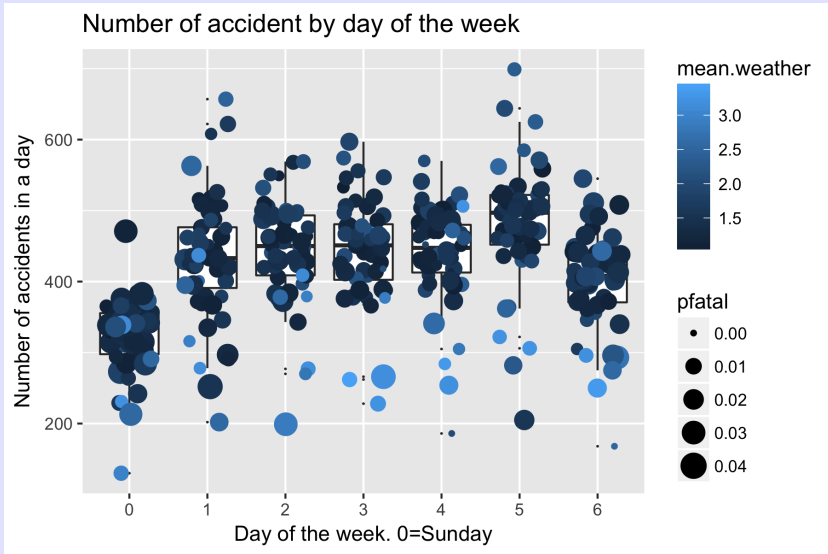 Number of accident by day of the week
Number of accidents in a day
600
400
200
0 1 2 3 4 5 6
Day of the week. 0=Sunday
mean.weather
3.0
2.5
2.0
1.5
pfatal
0.00
0.01
0.02
0.03
0.04